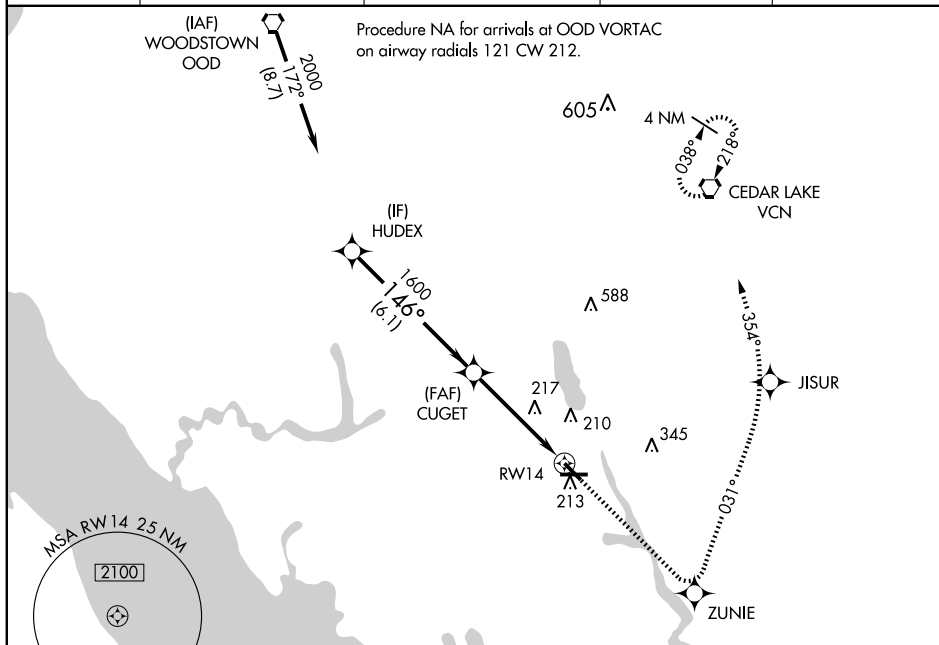 (IAF)
WOODSTOWN
OOD
Procedure NA for arrivals at OOD VORTAC
on airway radials 121 CW 212.
2000
172°
(8.7)
605
4 NM
038°
218°
CEDAR LAKE
VCN
(IF)
HUDEX
1600
146°
(6.1)
588
354°
JISUR
(FAF)
CUGET
217
210
345
RW14
213
031°
ZUNIE
MSA RW14 25 NM
2100